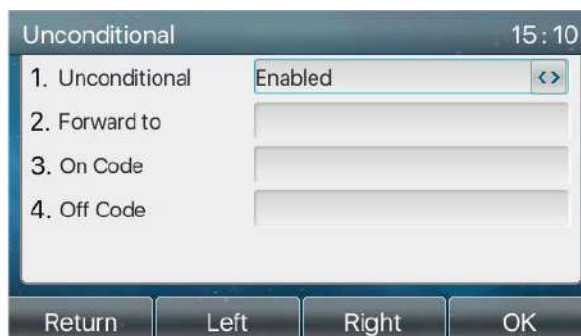 Unconditional 15:10
1. Unconditional Enabled <>
2. Forward to
3. On Code
4. Off Code
Return Left Right OK